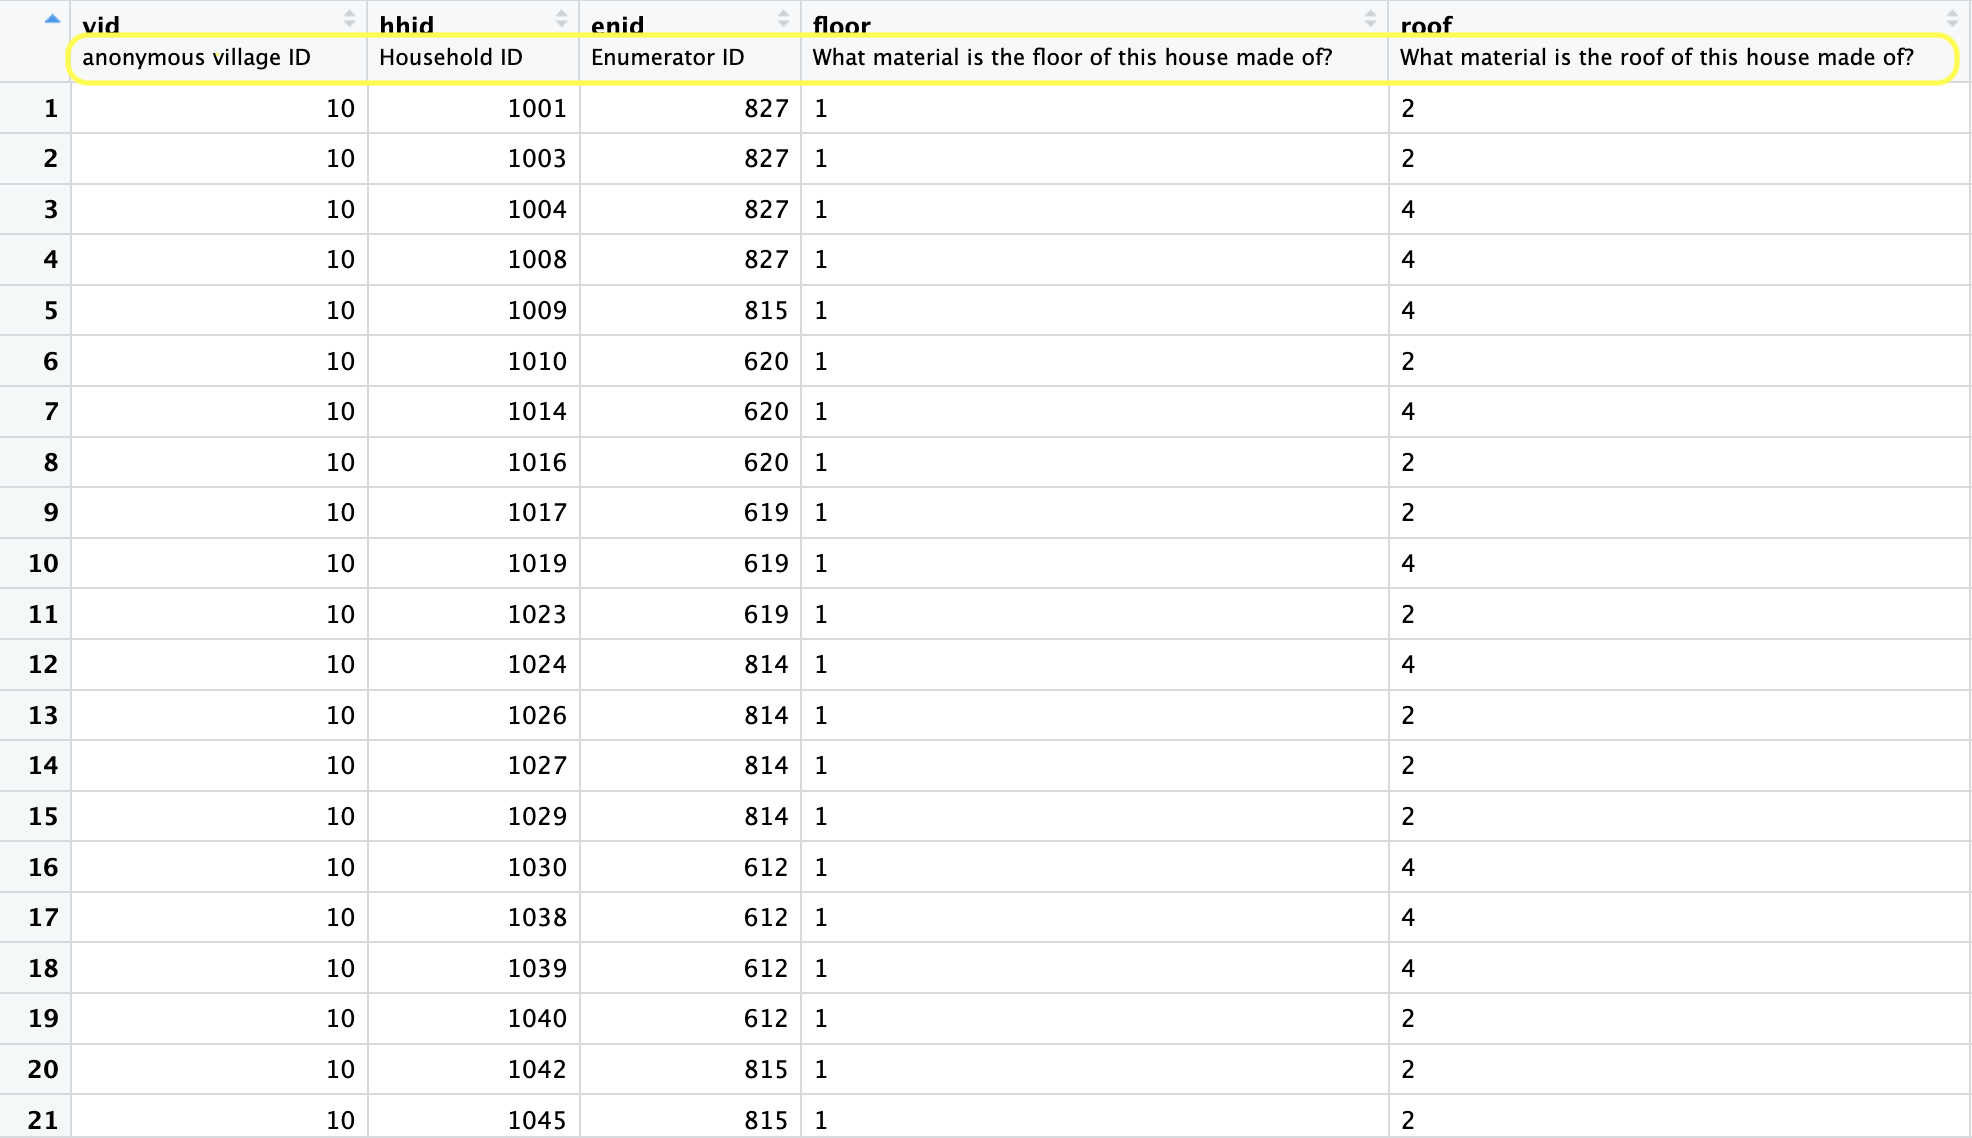 vid hhid enid floor roof
anonymous village ID Household ID Enumerator ID What material is the floor of this house made of? What material is the roof of this house made of?
1 10 1001 827 1 2
2 10 1003 827 1 2
3 10 1004 827 1 4
4 10 1008 827 1 4
5 10 1009 815 1 4
6 10 1010 620 1 2
7 10 1014 620 1 4
8 10 1016 620 1 2
9 10 1017 619 1 2
10 10 1019 619 1 4
11 10 1023 619 1 2
12 10 1024 814 1 4
13 10 1026 814 1 2
14 10 1027 814 1 2
15 10 1029 814 1 2
16 10 1030 612 1 4
17 10 1038 612 1 4
18 10 1039 612 1 4
19 10 1040 612 1 2
20 10 1042 815 1 2
21 10 1045 815 1 2